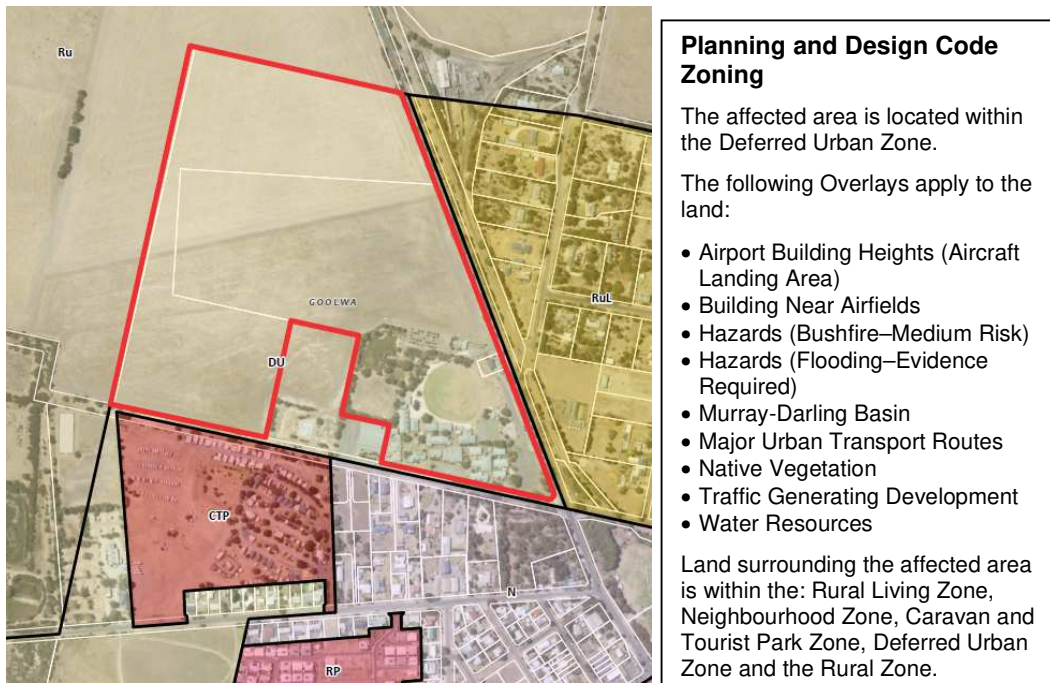 Ru
GOOLWA
RuL
DU
CTP
N
RP
Planning and Design Code
Zoning
The affected area is located within
the Deferred Urban Zone.
The following Overlays apply to the
land:
• Airport Building Heights (Aircraft
Landing Area)
• Building Near Airfields
• Hazards (Bushfire–Medium Risk)
• Hazards (Flooding–Evidence
Required)
• Murray-Darling Basin
• Major Urban Transport Routes
• Native Vegetation
• Traffic Generating Development
• Water Resources
Land surrounding the affected area
is within the: Rural Living Zone,
Neighbourhood Zone, Caravan and
Tourist Park Zone, Deferred Urban
Zone and the Rural Zone.